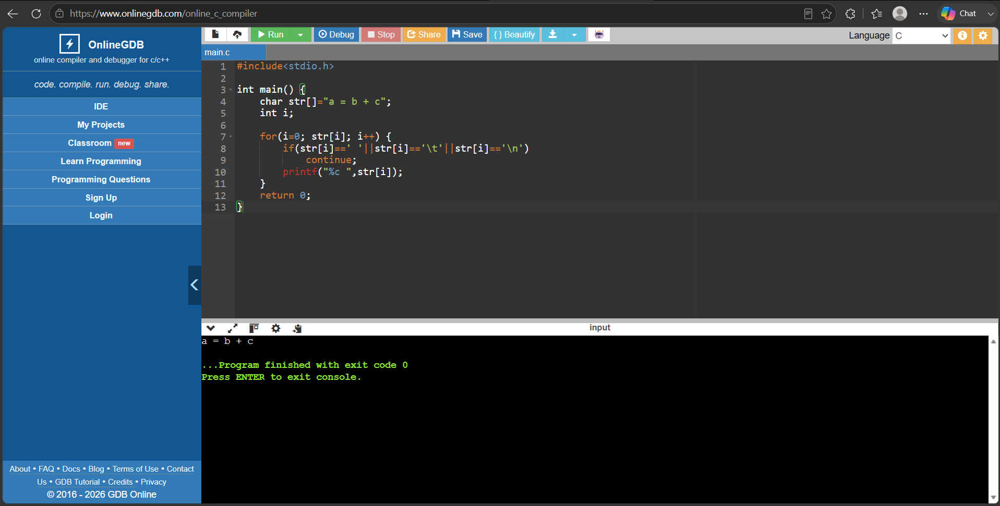 https://www.onlinegdb.com/online_c_compiler
Chat
OnlineGDB
online compiler and debugger for c/c++
code. compile. run. debug. share.
IDE
My Projects
Classroom new
Learn Programming
Programming Questions
Sign Up
Login
About • FAQ • Docs • Blog • Terms of Use • Contact
Us • GDB Tutorial • Credits • Privacy
© 2016 - 2026 GDB Online
Run Debug Stop Share Save { } Beautify
Language C
main.c
1 #include<stdio.h>
2
3 int main() {
4     char str[]="a = b + c";
5     int i;
6
7     for(i=0; str[i]; i++) {
8         if(str[i]==' '||str[i]=='\t'||str[i]=='\n')
9             continue;
10         printf("%c ",str[i]);
11     }
12     return 0;
13 }
input
a = b + c
...Program finished with exit code 0
Press ENTER to exit console.